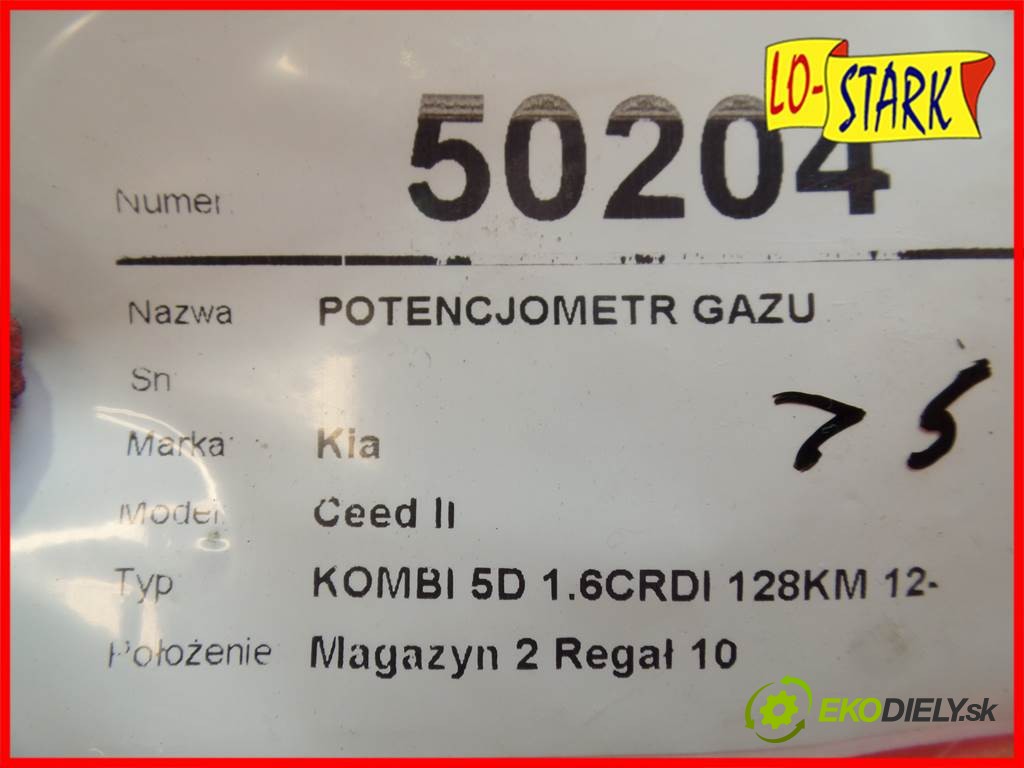 LO-STARK
Numer 50204
Nazwa POTENCJOMETR GAZU
Sn
Marka Kia
Model Ceed II
Typ KOMBI 5D 1.6CRDI 128KM 12-
Położenie Magazyn 2 Regał 10
75
EKODIELY.sk